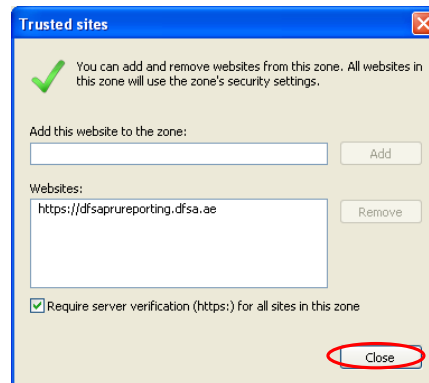 Trusted sites
You can add and remove websites from this zone. All websites in
this zone will use the zone's security settings.
Add this website to the zone:
Add
Websites:
https://dfsaprureporting.dfsa.ae
Remove
Require server verification (https:) for all sites in this zone
Close